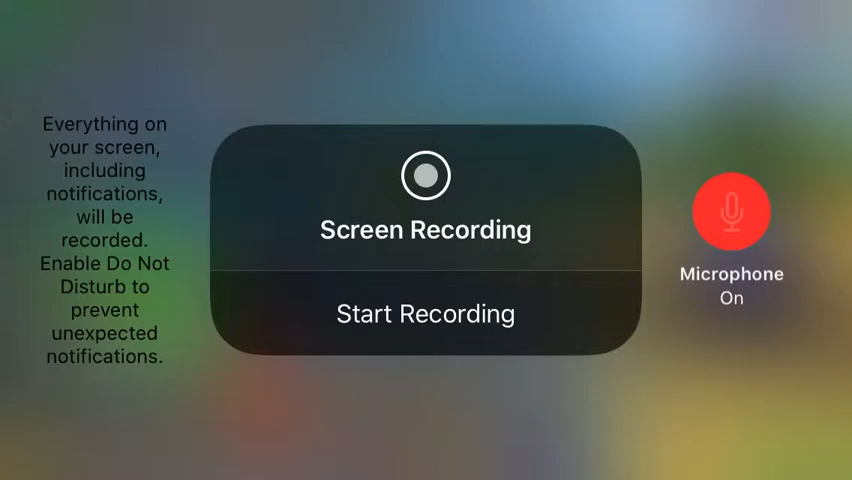 Everything on
your screen,
including
notifications,
will be
recorded.
Enable Do Not
Disturb to
prevent
unexpected
notifications.
Screen Recording
Start Recording
Microphone
On